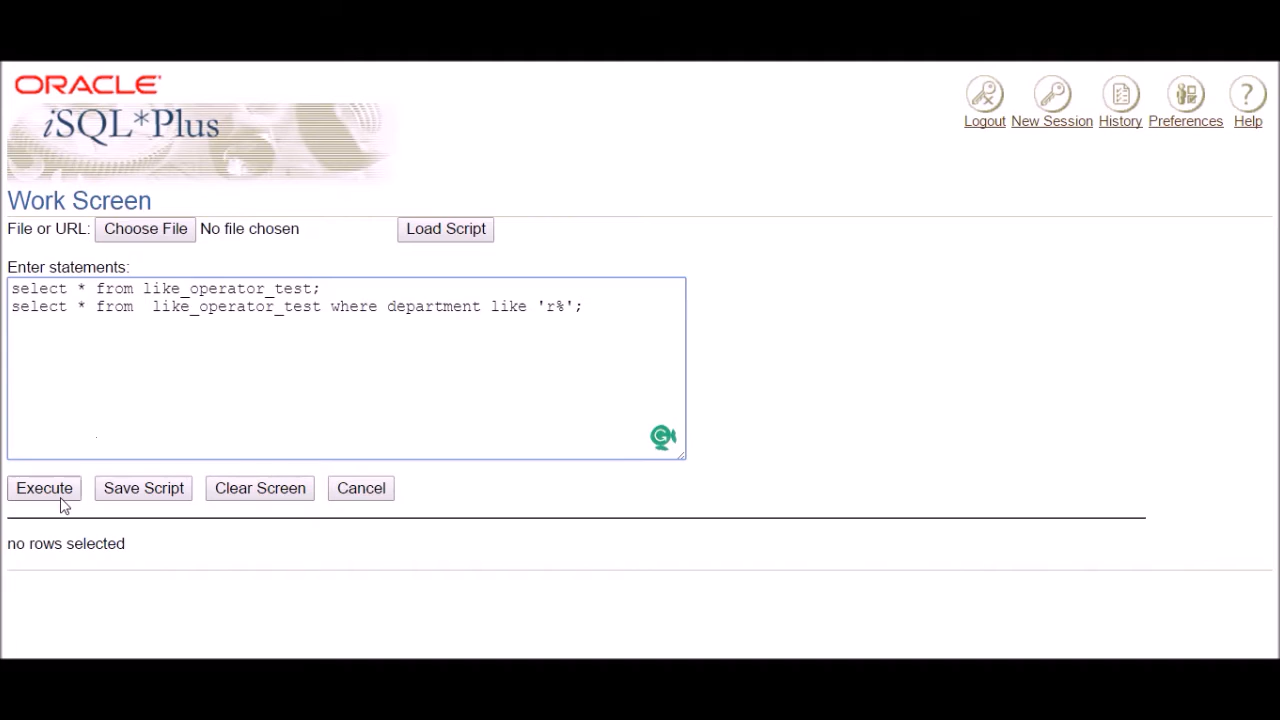 ORACLE
iSQL*Plus
Logout New Session History Preferences Help
Work Screen
File or URL: Choose File No file chosen Load Script
Enter statements:
select * from like_operator_test;
select * from  like_operator_test where department like 'r%';
Execute Save Script Clear Screen Cancel
no rows selected